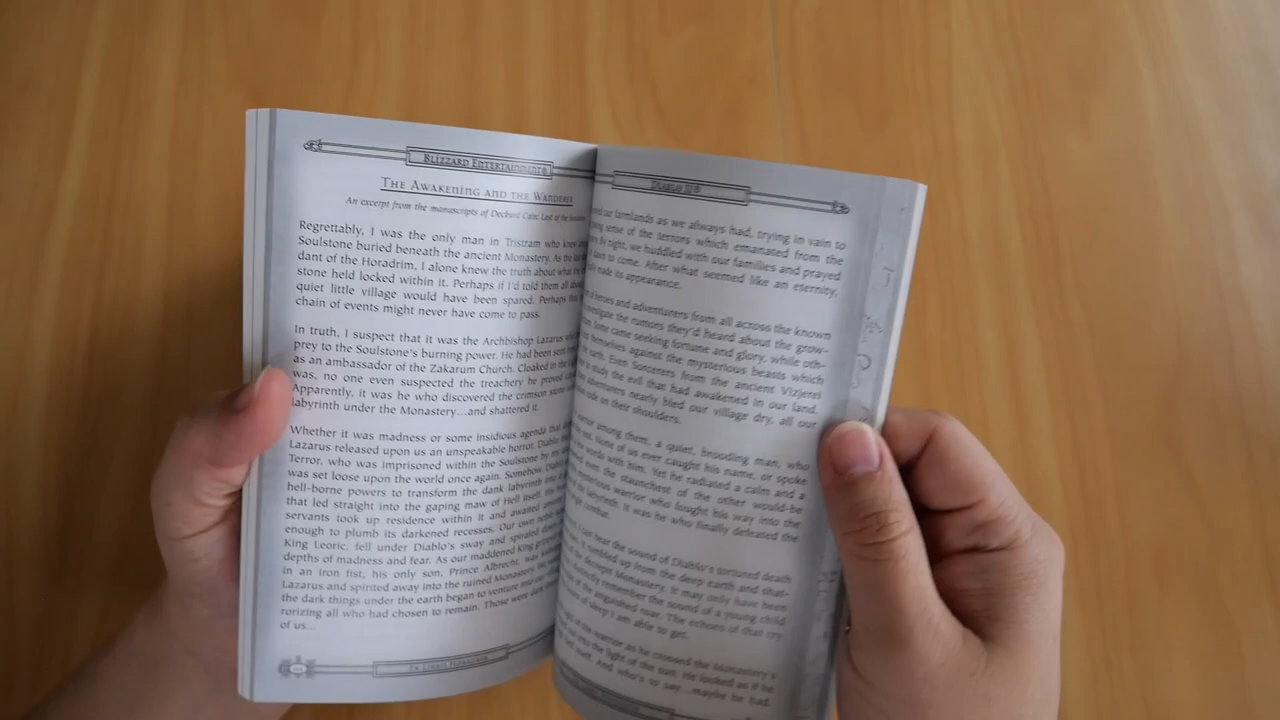 BLIZZARD ENTERTAINMENT®
THE AWAKENING AND THE WANDERER
An excerpt from the manuscripts of Deckard Cain: Last of the
Regrettably, I was the only man in Tristram who
Soulstone buried beneath the ancient Monastery. As the
dant of the Horadrim, I alone knew the truth about what
stone held locked within it. Perhaps if I'd told them all
quiet little village would have been spared. Perhaps
chain of events might never have come to pass.
In truth, I suspect that it was the Archbishop Lazarus
prey to the Soulstone's burning power. He had been sent
as an ambassador of the Zakarum Church. Cloaked in the
was, no one even suspected the treachery he proved
Apparently, it was he who discovered the crimson stone
labyrinth under the Monastery...and shattered it.
Whether it was madness or some insidious agenda that
Lazarus released upon us an unspeakable horror. Diablo,
Terror, who was imprisoned within the Soulstone by my
was set loose upon the world once again. Somehow,
hell-borne powers to transform the dank labyrinth into
that led straight into the gaping maw of Hell itself. His
servants took up residence within it and awaited
enough to plumb its darkened recesses. Our own noble
King Leoric, fell under Diablo's sway and spiraled down
depths of madness and fear. As our maddened King
in an iron fist, his only son, Prince Albrecht, was
Lazarus and spirited away into the ruined Monastery.
the dark things under the earth began to venture into
rorizing all who had chosen to remain. Those were dark
of us...
EX LIBRIS HORADRIM
DIABLO II®
our farmlands as we always had, trying in vain to
sense of the terrors which emanated from the
By night, we huddled with our families and prayed
dawn to come. After what seemed like an eternity,
made its appearance.
of heroes and adventurers from all across the known
investigate the rumors they'd heard about the grow-
Some came seeking fortune and glory, while oth-
themselves against the mysterious beasts which
earth. Even Sorcerers from the ancient Vizjerei
study the evil that had awakened in our land.
adventurers nearly bled our village dry, all our
rode on their shoulders.
among them, a quiet, brooding man, who
not. None of us ever caught his name, or spoke
words with him. Yet he radiated a calm and a
even the staunchest of the other would-be
mysterious warrior who fought his way into the
labyrinth. It was he who finally defeated the
combat.
hear the sound of Diablo's tortured death
rumbled up from the deep earth and shat-
the decrepit Monastery. It may only have been
remember the sound of a young child
the anguished roar. The echoes of that cry
of sleep I am able to get.
of the warrior as he crossed the Monastery's
into the light of the sun. He looked as if he
Hell itself. And who's to say...maybe he had.